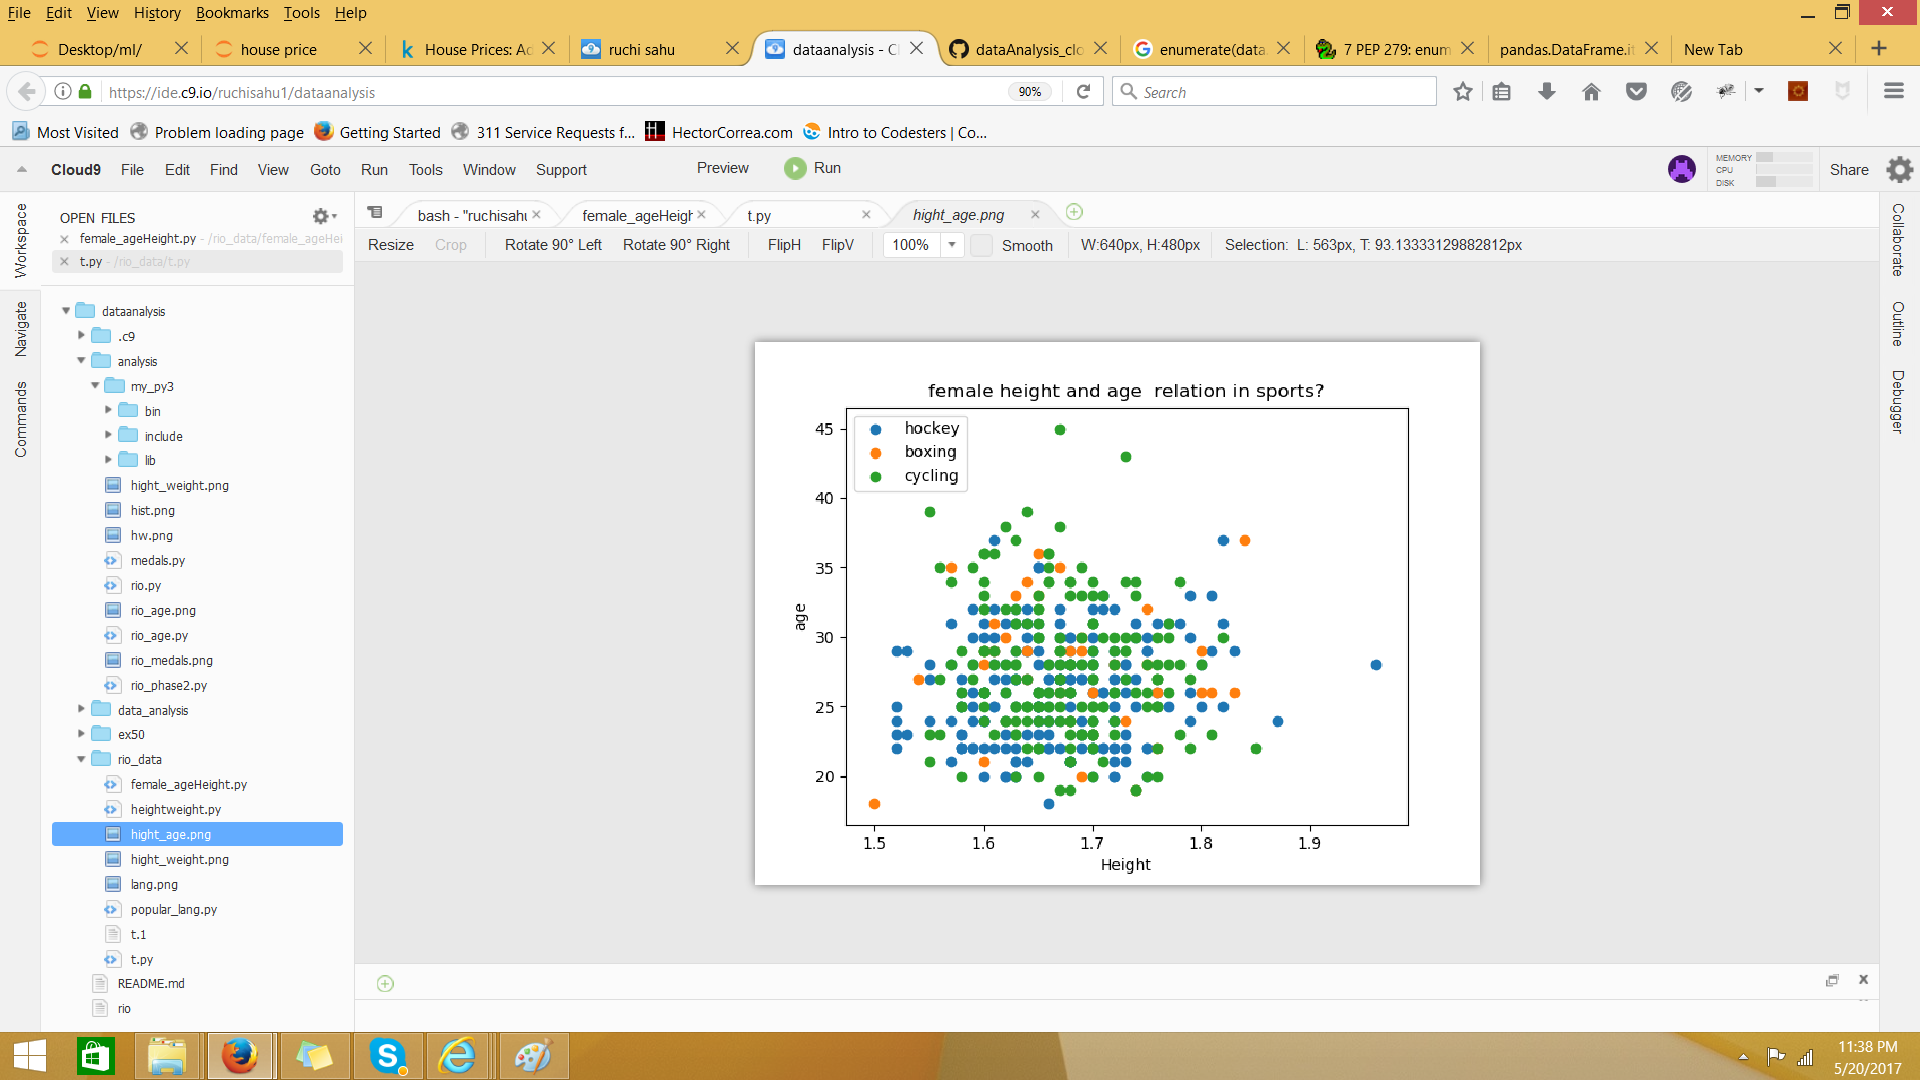 File Edit View History Bookmarks Tools Help
Desktop/ml/ house price House Prices: Ad ruchi sahu dataanalysis - Cl dataAnalysis_clo enumerate(data. 7 PEP 279: enum pandas.DataFrame.it New Tab
https://ide.c9.io/ruchisahu1/dataanalysis 90% Search
Most Visited Problem loading page Getting Started 311 Service Requests f... HectorCorrea.com Intro to Codesters | Co...
Cloud9 File Edit Find View Goto Run Tools Window Support Preview Run MEMORY CPU DISK Share
Workspace
Navigate
Commands
OPEN FILES
female_ageHeight.py - /rio_data/female_ageHei
t.py - /rio_data/t.py
dataanalysis
.c9
analysis
my_py3
bin
include
lib
hight_weight.png
hist.png
hw.png
medals.py
rio.py
rio_age.png
rio_age.py
rio_medals.png
rio_phase2.py
data_analysis
ex50
rio_data
female_ageHeight.py
heightweight.py
hight_age.png
hight_weight.png
lang.png
popular_lang.py
t.1
t.py
README.md
rio
bash - "ruchisahu female_ageHeigh t.py hight_age.png
Resize Crop Rotate 90° Left Rotate 90° Right FlipH FlipV 100% Smooth W:640px, H:480px Selection: L: 563px, T: 93.13333129882812px
female height and age relation in sports?
hockey
boxing
cycling
45
40
35
30
25
20
age
1.5 1.6 1.7 1.8 1.9
Height
Collaborate
Outline
Debugger
11:38 PM
5/20/2017